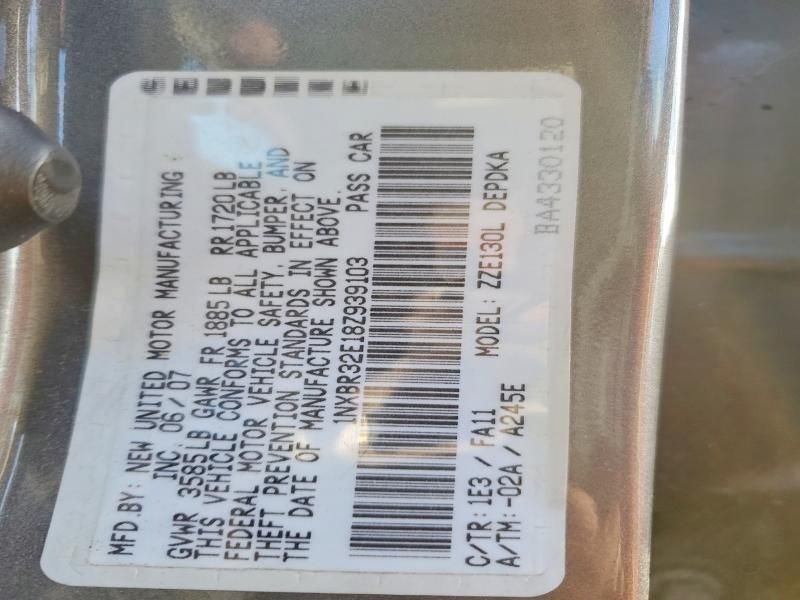 MFD.BY: NEW UNITED MOTOR MANUFACTURING
INC. 06/07
GVWR 3585LB GAWR FR 1885LB RR1720LB
THIS VEHICLE CONFORMS TO ALL APPLICABLE
FEDERAL MOTOR VEHICLE SAFETY, BUMPER, AND
THEFT PREVENTION STANDARDS IN EFFECT ON
THE DATE OF MANUFACTURE SHOWN ABOVE.
1NXBR32E18Z939103 PASS CAR
C/TR: 1E3 / FA11 MODEL: ZZE130L DEPDKA
A/TM: -02A / A245E
BA4330120